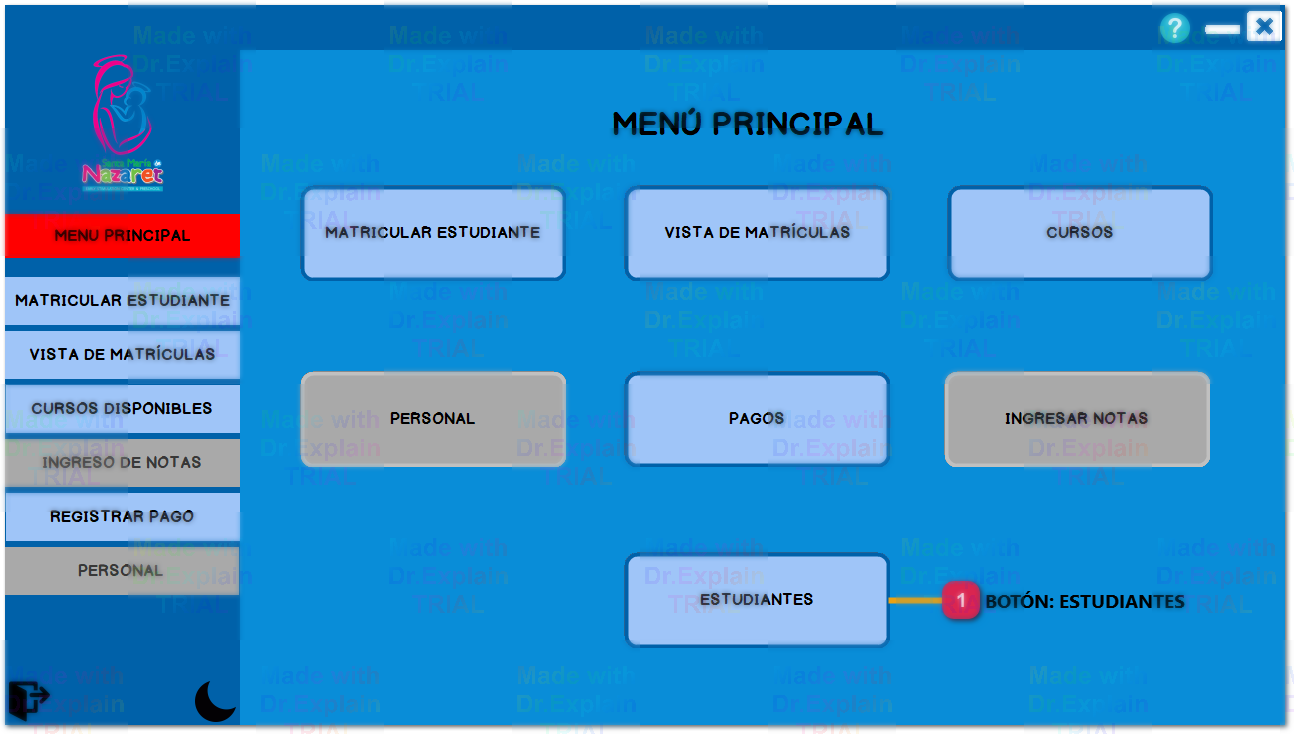 ?
Santa María de
Nazaret
MENÚ PRINCIPAL
MENU PRINCIPAL
MATRICULAR ESTUDIANTE
VISTA DE MATRÍCULAS
CURSOS DISPONIBLES
INGRESO DE NOTAS
REGISTRAR PAGO
PERSONAL
MATRICULAR ESTUDIANTE
VISTA DE MATRÍCULAS
CURSOS
PERSONAL
PAGOS
INGRESAR NOTAS
ESTUDIANTES
1 BOTÓN: ESTUDIANTES
Made with
Dr.Explain
TRIAL